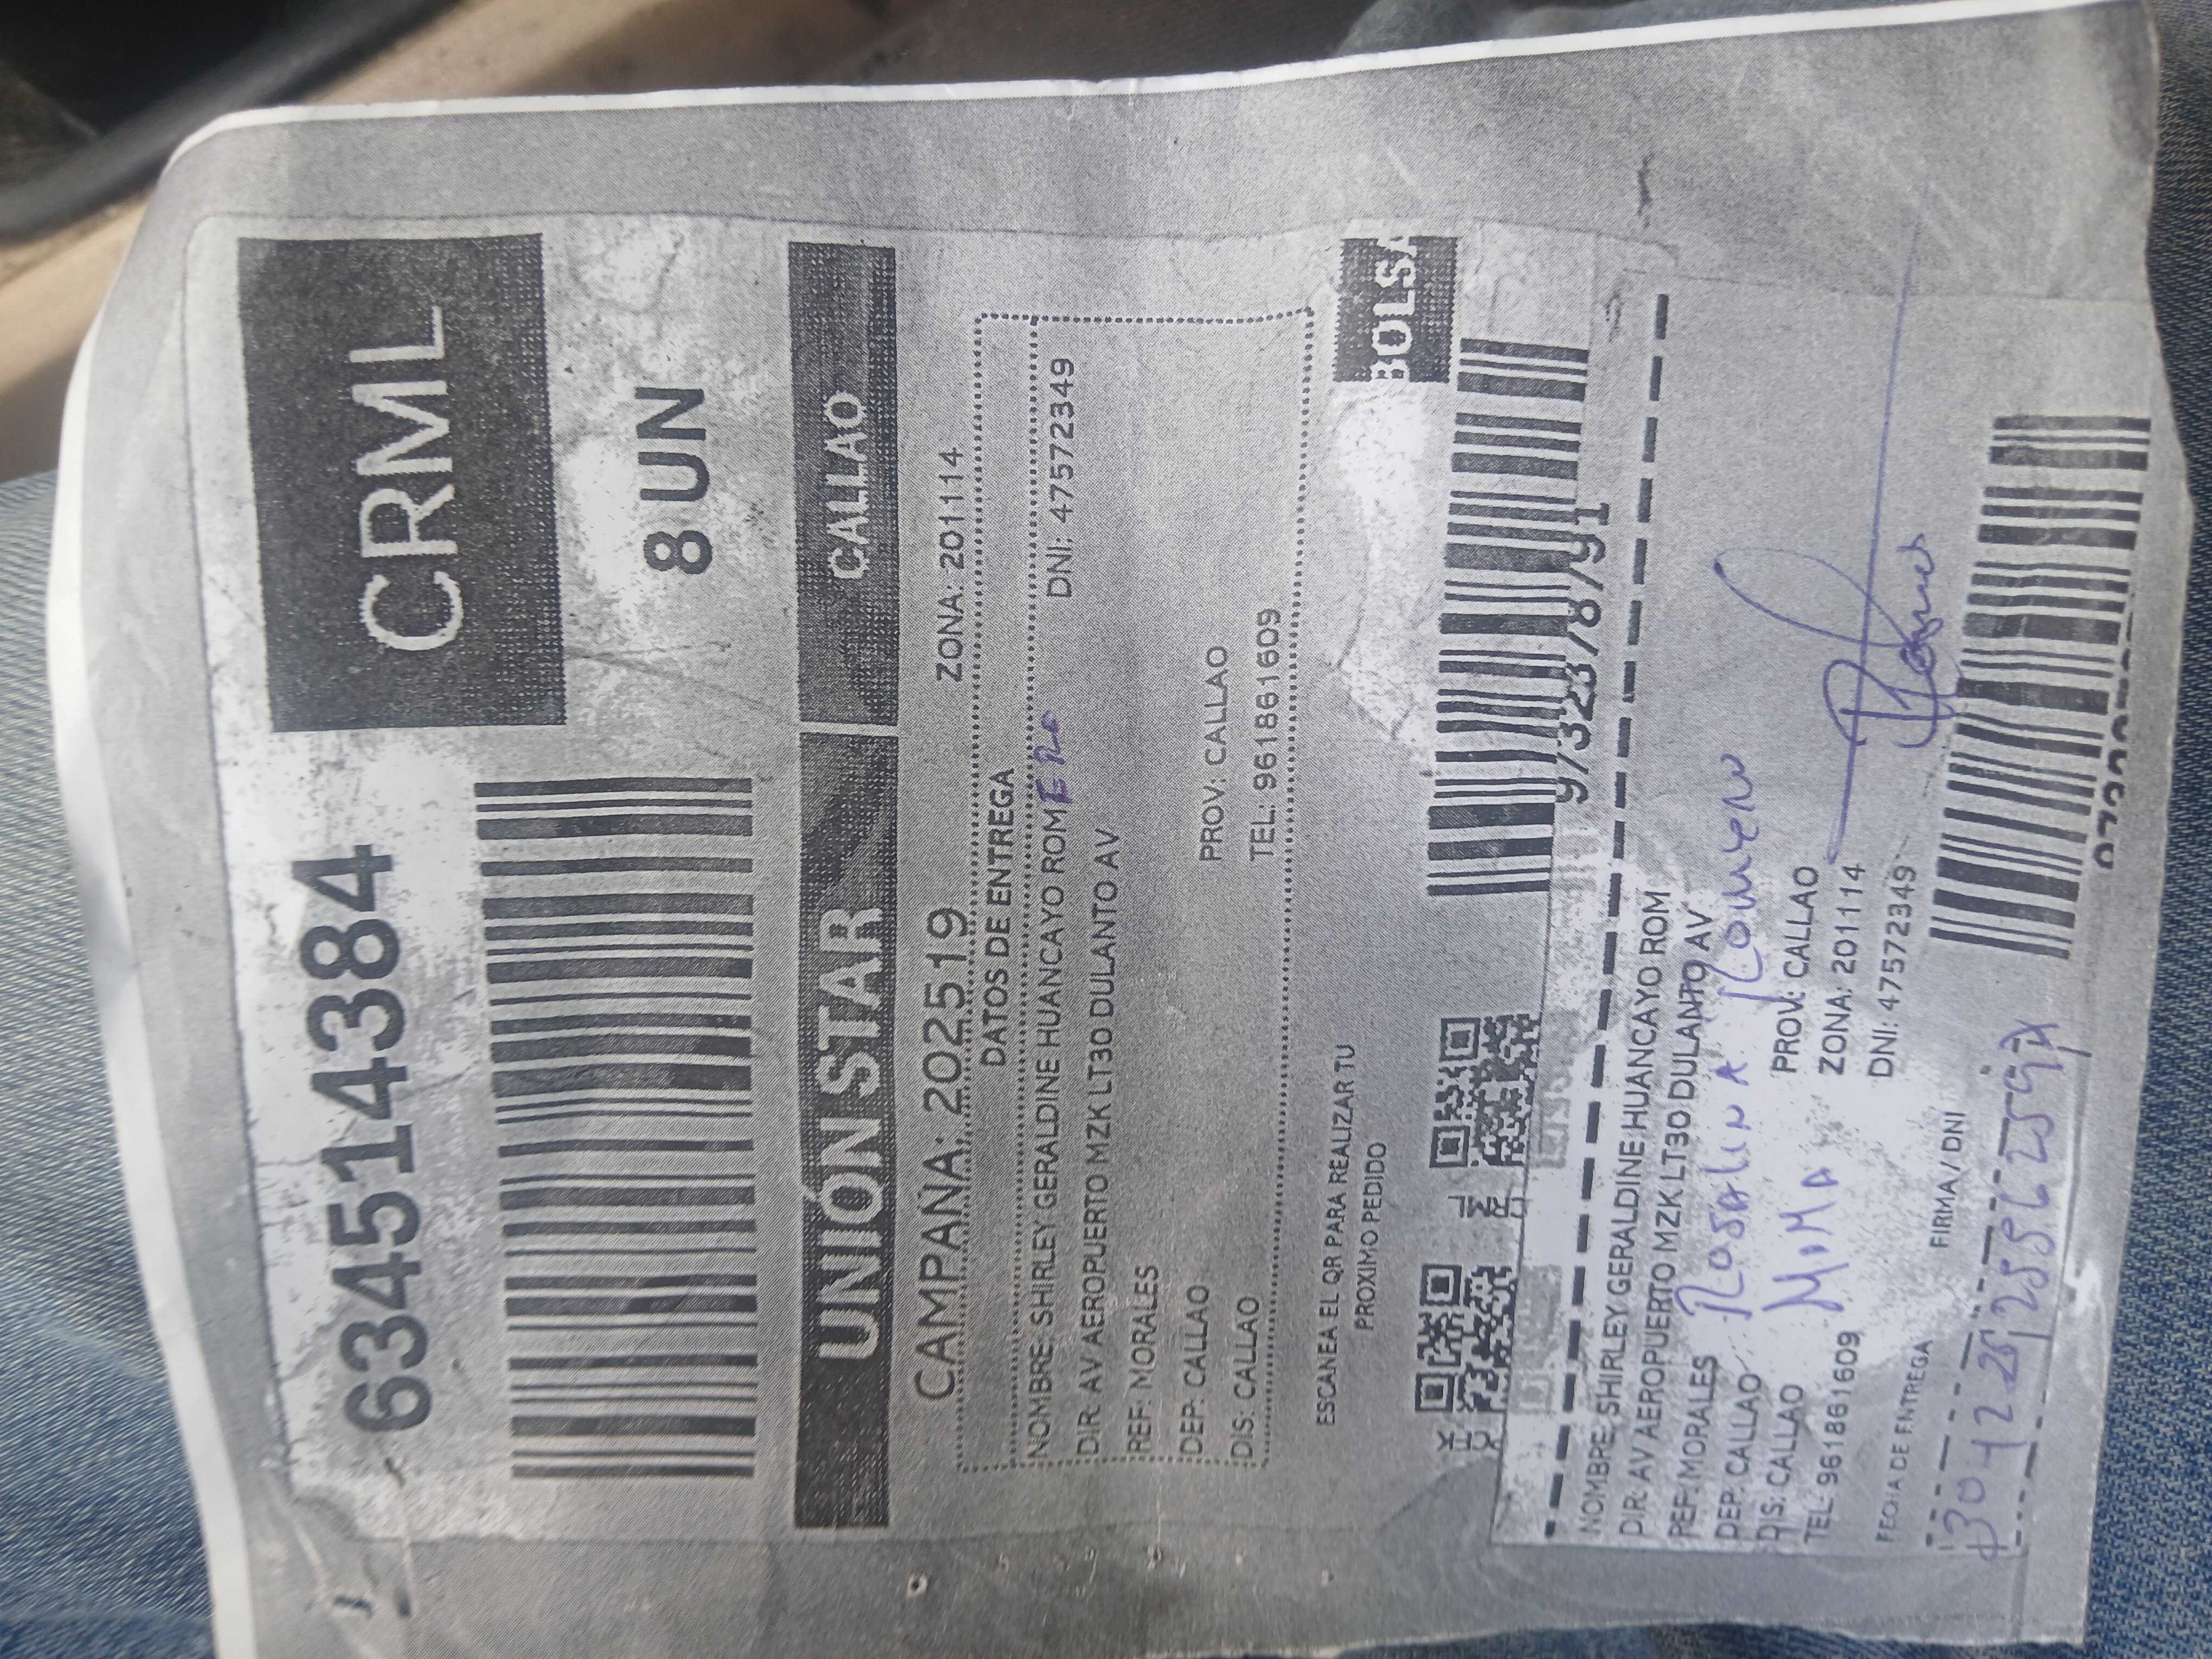 634514384
CRML
8 UN
UNIÓN STAR
CALLAO
CAMPAÑA: 202519
ZONA: 201114
DATOS DE ENTREGA
NOMBRE: SHIRLEY GERALDINE HUANCAYO ROMERO
DNI: 47572349
DIR: AV AEROPUERTO MZK LT30 DULANTO AV
REF: MORALES
DEP: CALLAO
PROV: CALLAO
DIS: CALLAO
TEL: 961861609
ESCANEA EL QR PARA REALIZAR TU
PROXIMO PEDIDO
BOLSA
NOMBRE: SHIRLEY GERALDINE HUANCAYO ROM
DIR: AV AEROPUERTO MZK LT30 DULANTO AV
REF: MORALES
Rosalina Romero
DEP: CALLAO
PROV: CALLAO
DIS: CALLAO
MAMA
ZONA: 201114
TEL: 961861609
DNI: 47572349
FECHA DE ENTREGA
FIRMA / DNI